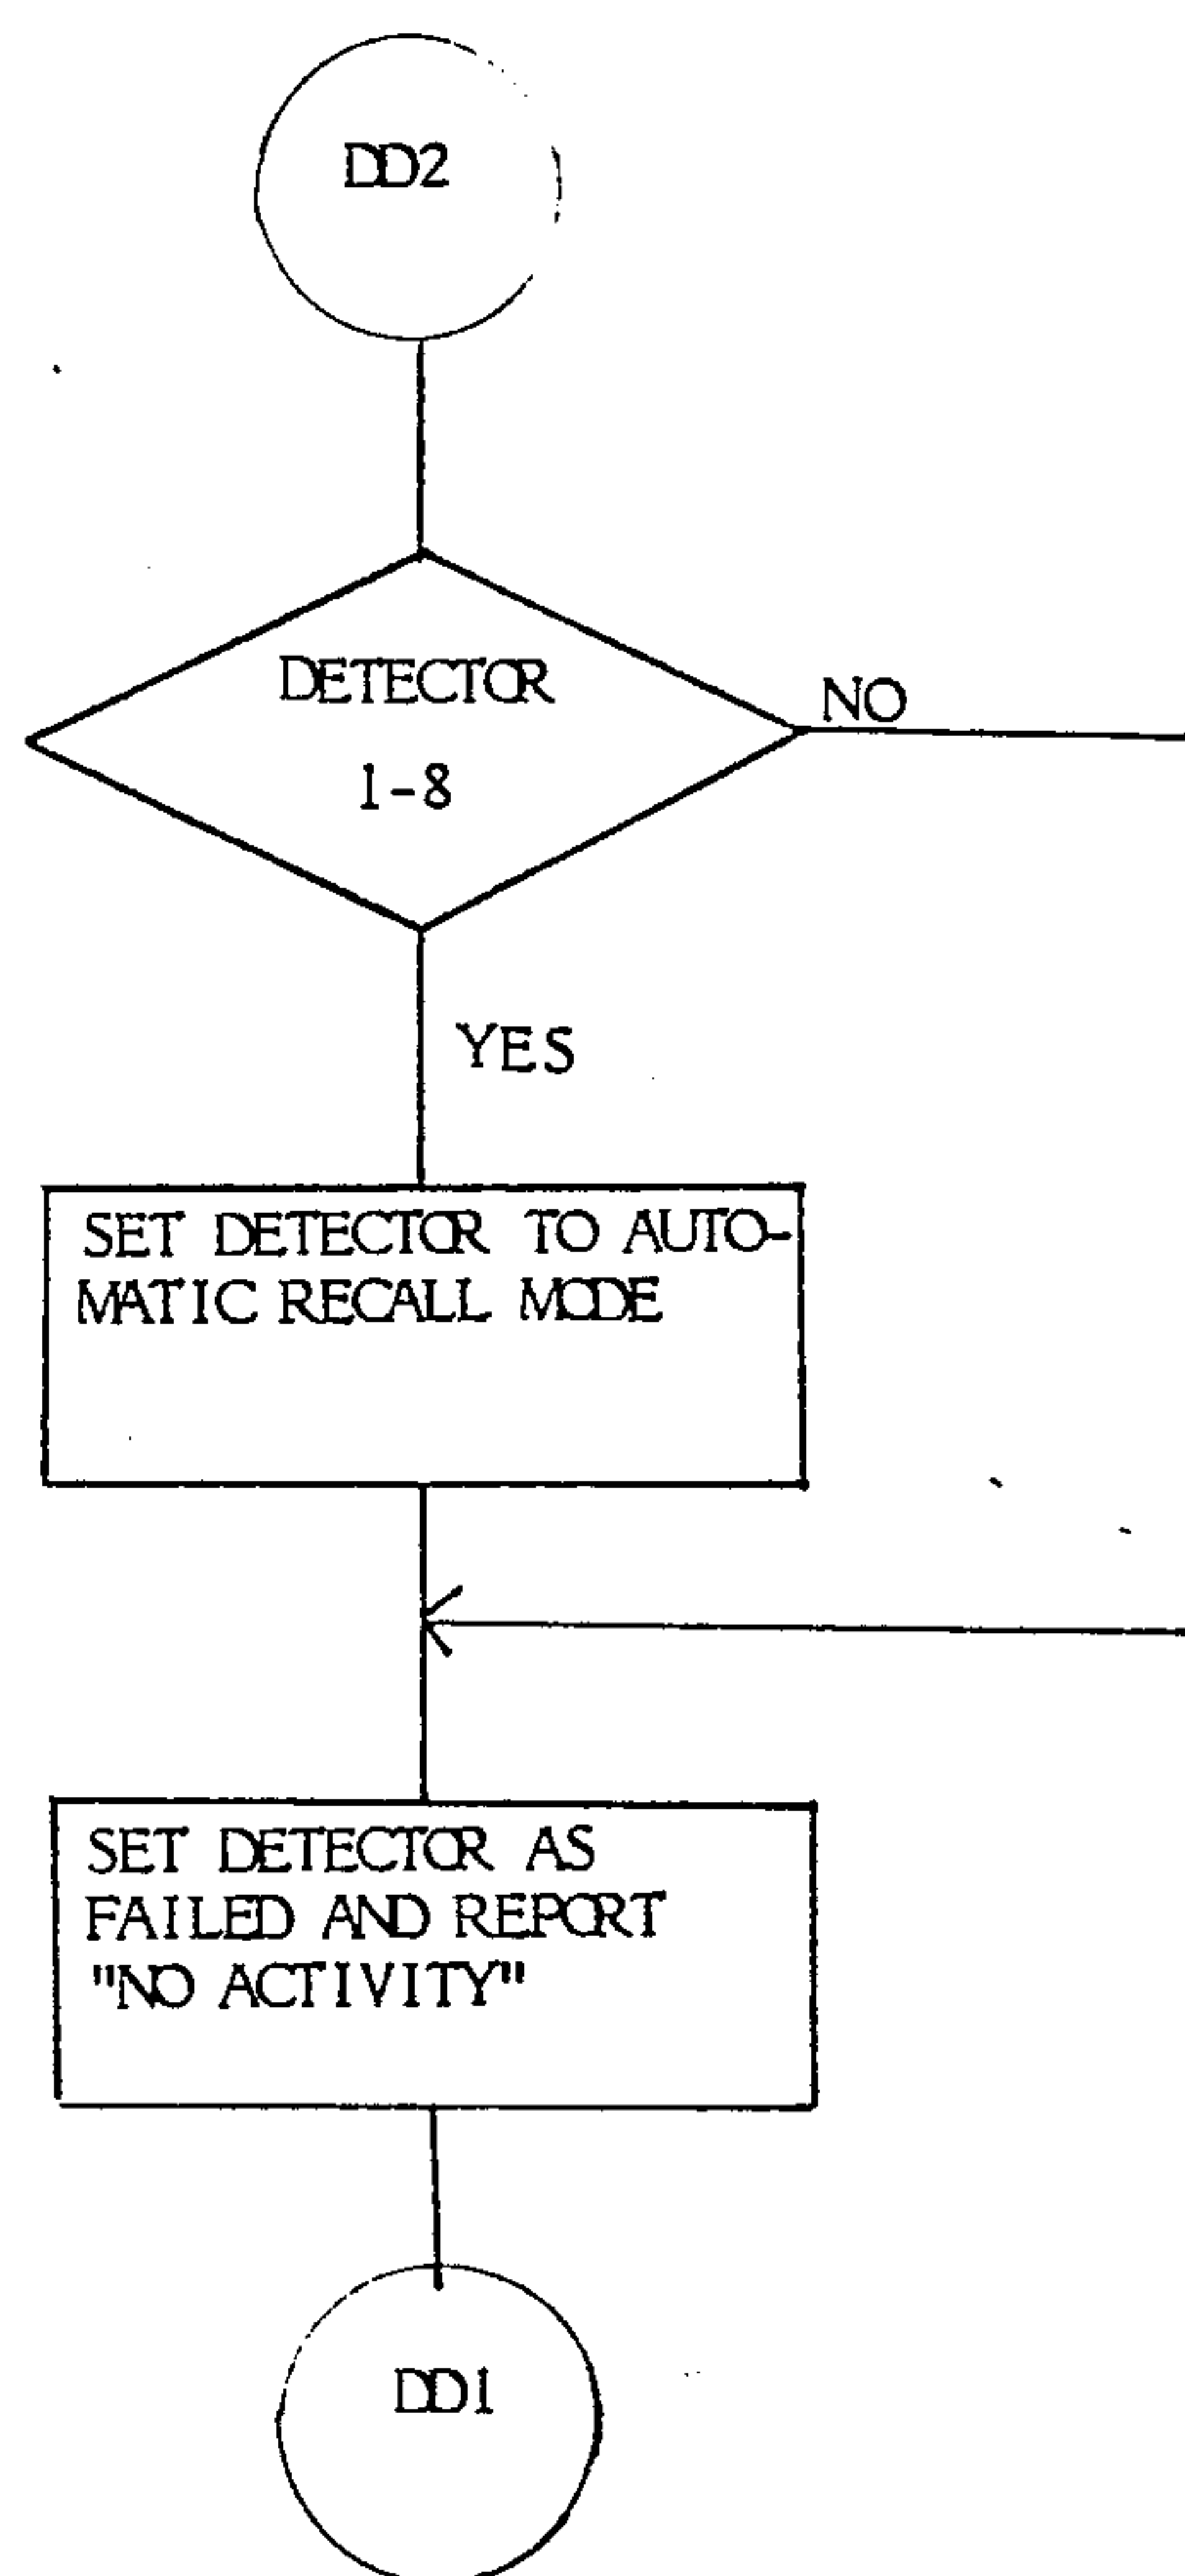 DD2
DETECTOR
NO
1-8
YES
SET DETECTOR TO AUTO-
MATIC RECALL MODE
SET DETECTOR AS
FAILED AND REPORT
"NO ACTIVITY"
DD1